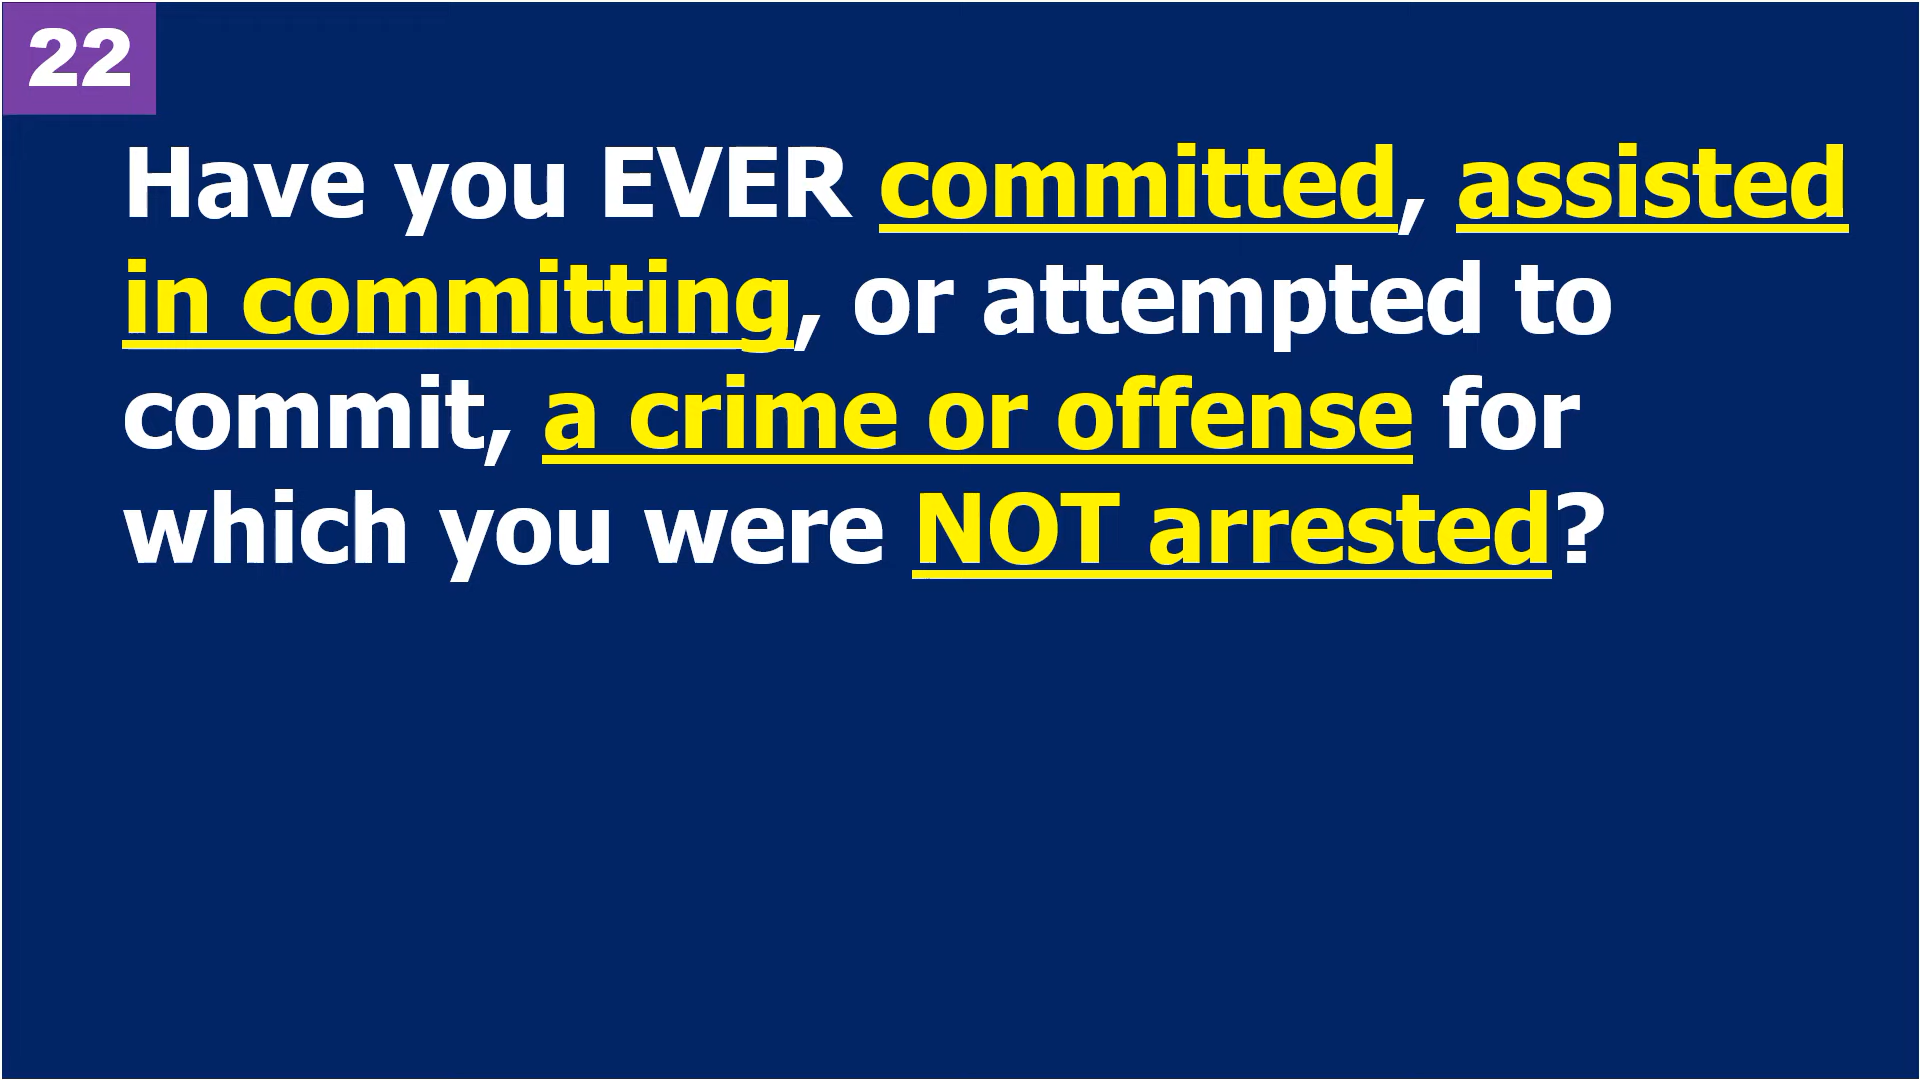 22
Have you EVER committed, assisted
in committing, or attempted to
commit, a crime or offense for
which you were NOT arrested?